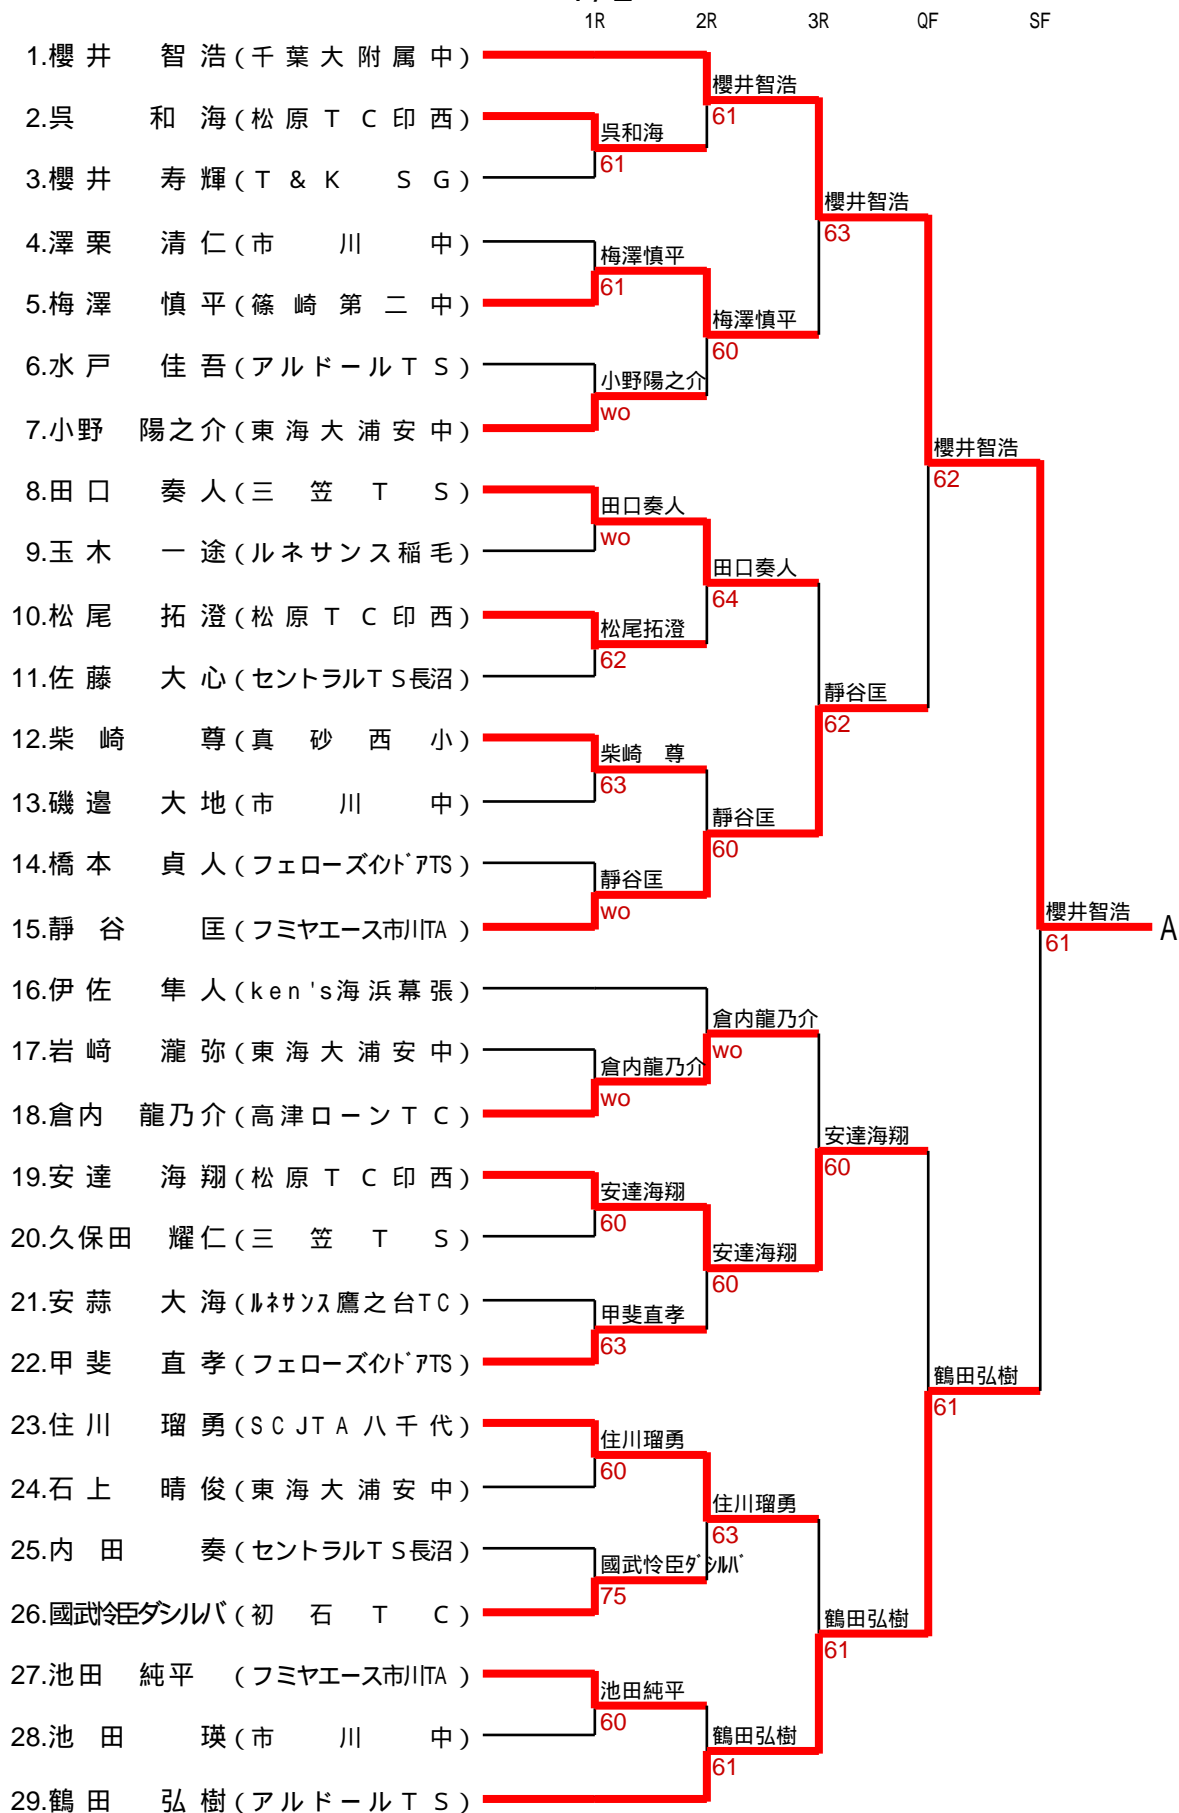 1R 2R 3R QF SF
1.櫻井 智浩(千葉大附属中)
櫻井智浩
2.呉 和海(松原TC印西)
61
呉和海
61
3.櫻井 寿輝(T&K SG)
櫻井智浩
63
4.澤栗 清仁(市川中)
梅澤慎平
61
5.梅澤 慎平(篠崎第二中)
梅澤慎平
60
6.水戸 佳吾(アルドールTS)
小野陽之介
wo
7.小野 陽之介(東海大浦安中)
櫻井智浩
62
8.田口 奏人(三笠TS)
田口奏人
wo
9.玉木 一途(ルネサンス稲毛)
田口奏人
64
10.松尾 拓澄(松原TC印西)
松尾拓澄
62
11.佐藤 大心(セントラルTS長沼)
靜谷匡
62
12.柴崎 尊(真砂西小)
柴崎 尊
63
13.磯邉 大地(市川中)
靜谷匡
60
14.橋本 貞人(フェローズインドアTS)
靜谷匡
wo
15.靜谷 匡(フミヤエース市川TA)
櫻井智浩
61
A
16.伊佐 隼人(ken's海浜幕張)
倉内龍乃介
wo
17.岩﨑 瀧弥(東海大浦安中)
倉内龍乃介
wo
18.倉内 龍乃介(高津ローンTC)
安達海翔
60
19.安達 海翔(松原TC印西)
安達海翔
60
20.久保田 耀仁(三笠TS)
安達海翔
60
21.安蒜 大海(ルネサンス鷹之台TC)
甲斐直孝
63
22.甲斐 直孝(フェローズインドアTS)
鶴田弘樹
61
23.住川 瑠勇(SCJTA八千代)
住川瑠勇
60
24.石上 晴俊(東海大浦安中)
住川瑠勇
63
25.内田 奏(セントラルTS長沼)
國武怜臣ダシルバ
75
26.國武怜臣ダシルバ(初石TC)
鶴田弘樹
61
27.池田 純平(フミヤエース市川TA)
池田純平
60
28.池田 瑛(市川中)
鶴田弘樹
61
29.鶴田 弘樹(アルドールTS)